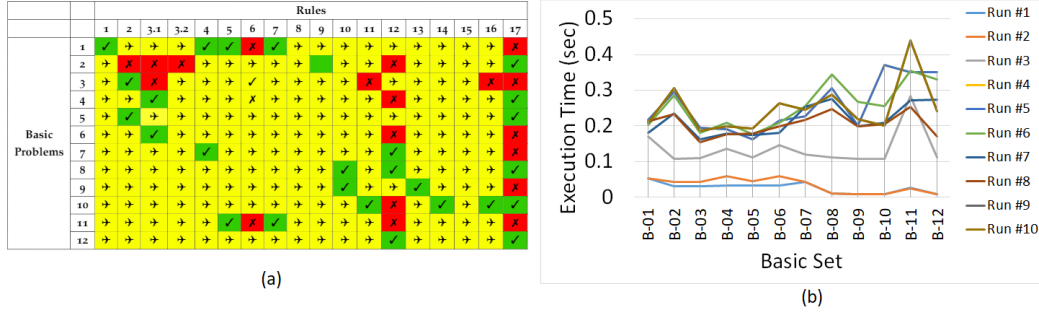 Rules
1 2 3.1 3.2 4 5 6 7 8 9 10 11 12 13 14 15 16 17
Basic Problems
1 ✓ ✈ ✈ ✈ ✓ ✓ ✗ ✓ ✈ ✈ ✈ ✈ ✈ ✈ ✈ ✈ ✈ ✗
2 ✈ ✗ ✗ ✗ ✈ ✈ ✈ ✈ ✈ ✈ ✈ ✗ ✈ ✈ ✈ ✈ ✓
3 ✈ ✓ ✗ ✈ ✈ ✈ ✓ ✈ ✈ ✈ ✈ ✗ ✈ ✈ ✈ ✈ ✗ ✗
4 ✈ ✈ ✓ ✈ ✈ ✈ ✗ ✈ ✈ ✈ ✈ ✈ ✗ ✈ ✈ ✈ ✈ ✓
5 ✈ ✓ ✈ ✈ ✈ ✈ ✈ ✈ ✈ ✈ ✈ ✈ ✈ ✈ ✈ ✈ ✈ ✓
6 ✈ ✈ ✓ ✈ ✈ ✈ ✈ ✈ ✈ ✈ ✈ ✈ ✗ ✈ ✈ ✈ ✈ ✗
7 ✈ ✈ ✈ ✈ ✓ ✈ ✈ ✈ ✈ ✈ ✈ ✈ ✓ ✈ ✈ ✈ ✈ ✗
8 ✈ ✈ ✈ ✈ ✈ ✈ ✈ ✈ ✈ ✈ ✓ ✈ ✓ ✈ ✈ ✈ ✈ ✓
9 ✈ ✈ ✈ ✈ ✈ ✈ ✈ ✈ ✈ ✈ ✓ ✈ ✈ ✓ ✈ ✈ ✈ ✗
10 ✈ ✈ ✈ ✈ ✈ ✈ ✈ ✈ ✈ ✈ ✈ ✓ ✗ ✈ ✓ ✈ ✓ ✓
11 ✈ ✈ ✈ ✈ ✈ ✓ ✗ ✓ ✈ ✈ ✈ ✈ ✗ ✈ ✈ ✈ ✈ ✗
12 ✈ ✈ ✈ ✈ ✈ ✈ ✈ ✈ ✈ ✈ ✈ ✈ ✓ ✈ ✈ ✈ ✈ ✓
(a)
(b)
Execution Time (sec)
0.5
0.4
0.3
0.2
0.1
0
B-01 B-02 B-03 B-04 B-05 B-06 B-07 B-08 B-09 B-10 B-11 B-12
Basic Set
Run #1
Run #2
Run #3
Run #4
Run #5
Run #6
Run #7
Run #8
Run #9
Run #10
(b)